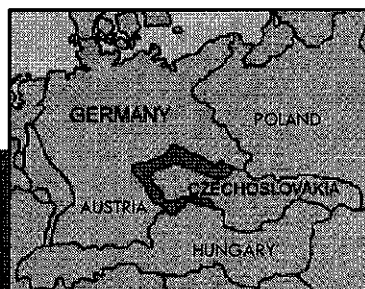 GERMANY
POLAND
CZECHOSLOVAKIA
AUSTRIA
HUNGARY